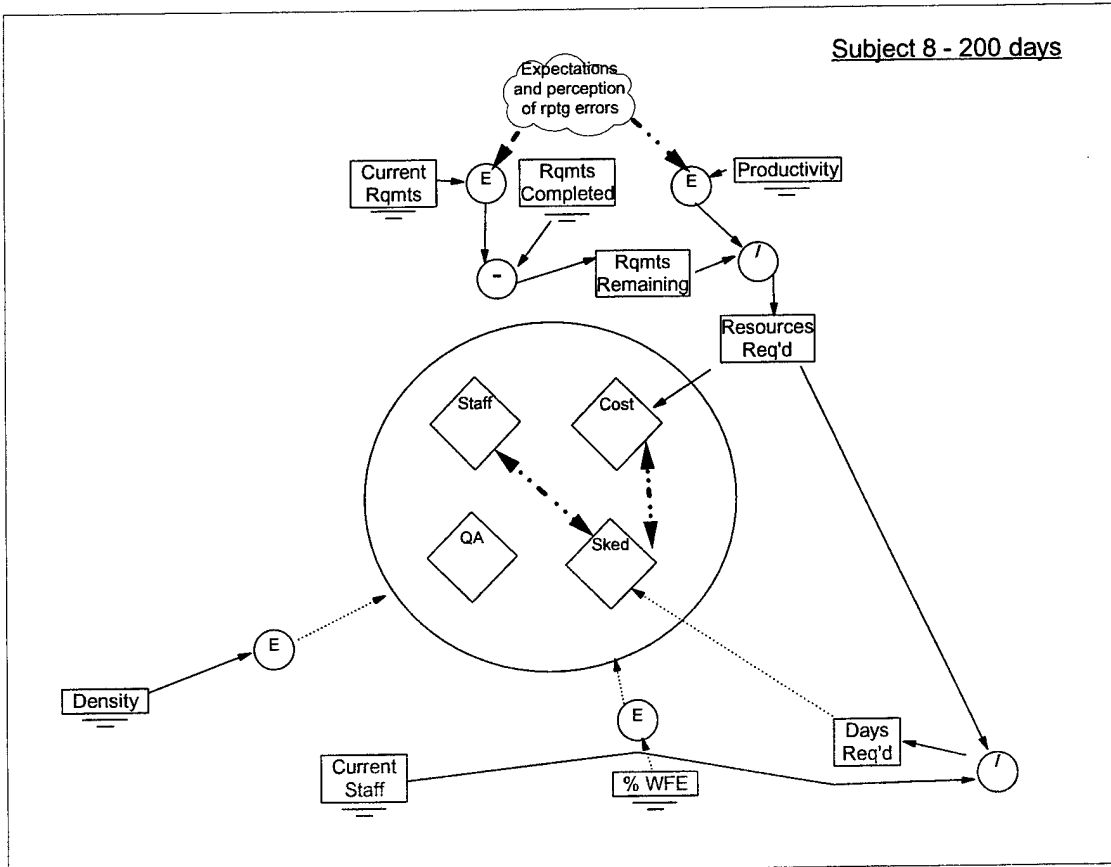 Subject 8 - 200 days
Expectations
and perception
of rptg errors
Current
Rqmts
E
Rqmts
Completed
E
Productivity
-
Rqmts
Remaining
/
Resources
Req'd
Staff
Cost
QA
Sked
E
Density
E
Days
Req'd
/
Current
Staff
% WFE